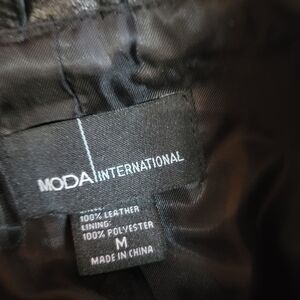 MODA INTERNATIONAL
100% LEATHER
LINING:
100% POLYESTER
M
MADE IN CHINA